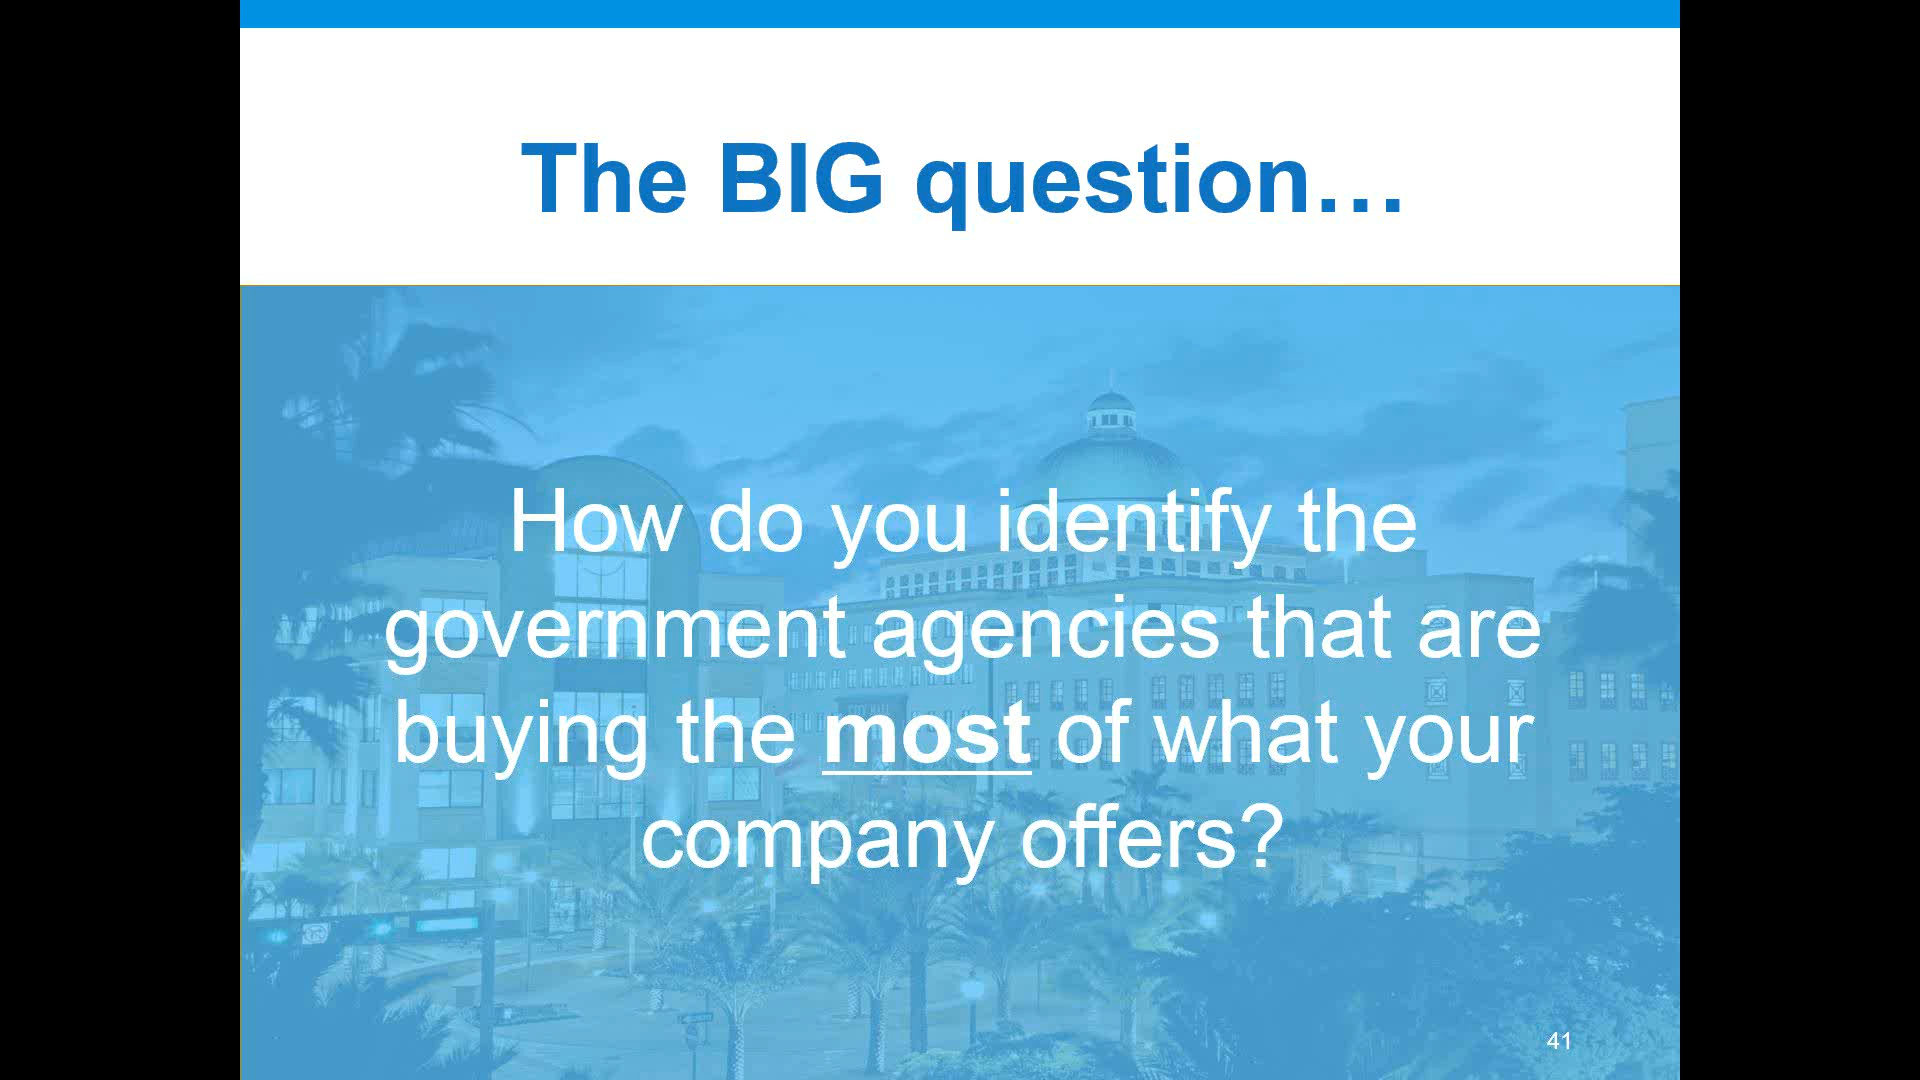 The BIG question…
How do you identify the
government agencies that are
buying the most of what your
company offers?
41